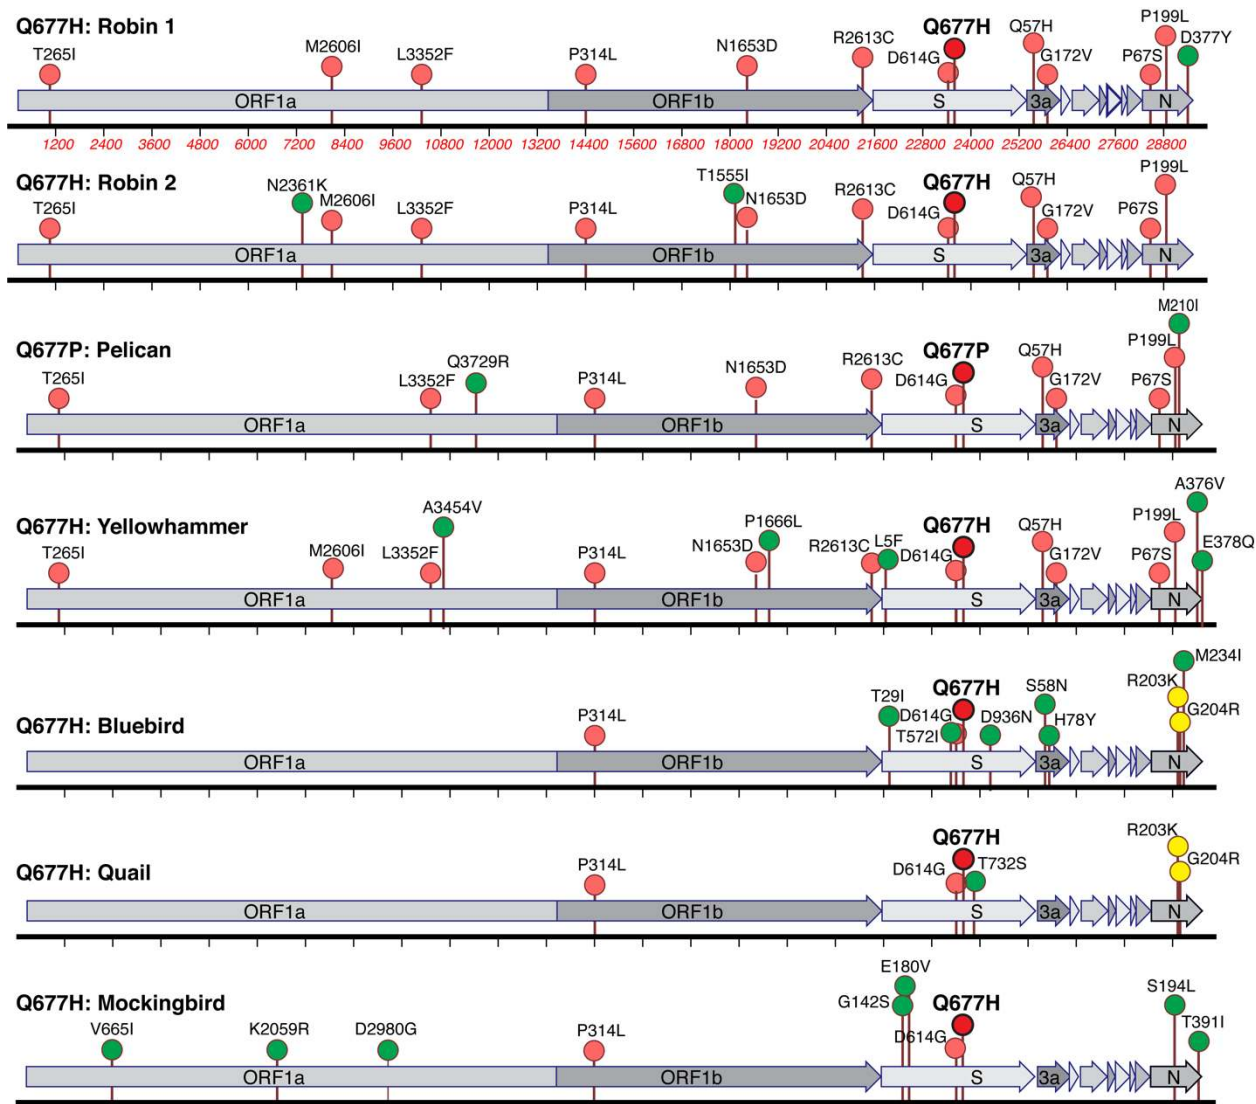 Q677H: Robin 1
T265I M2606I L3352F P314L N1653D R2613C D614G Q677H Q57H G172V P67S P199L D377Y
ORF1a ORF1b S 3a N
1200 2400 3600 4800 6000 7200 8400 9600 10800 12000 13200 14400 15600 16800 18000 19200 20400 21600 22800 24000 25200 26400 27600 28800
Q677H: Robin 2
T265I N2361K M2606I L3352F P314L T1555I N1653D R2613C D614G Q677H Q57H G172V P67S P199L
ORF1a ORF1b S 3a N
Q677P: Pelican
T265I L3352F Q3729R P314L N1653D R2613C D614G Q677P Q57H G172V P67S P199L M210I
ORF1a ORF1b S 3a N
Q677H: Yellowhammer
T265I M2606I L3352F A3454V P314L N1653D P1666L R2613C L5F D614G Q677H Q57H G172V P67S P199L A376V E378Q
ORF1a ORF1b S 3a N
Q677H: Bluebird
P314L T29I D614G T572I Q677H D936N S58N H78Y R203K G204R M234I
ORF1a ORF1b S 3a N
Q677H: Quail
P314L D614G Q677H T732S R203K G204R
ORF1a ORF1b S 3a N
Q677H: Mockingbird
V665I K2059R D2980G P314L G142S E180V D614G Q677H S194L T391I
ORF1a ORF1b S 3a N